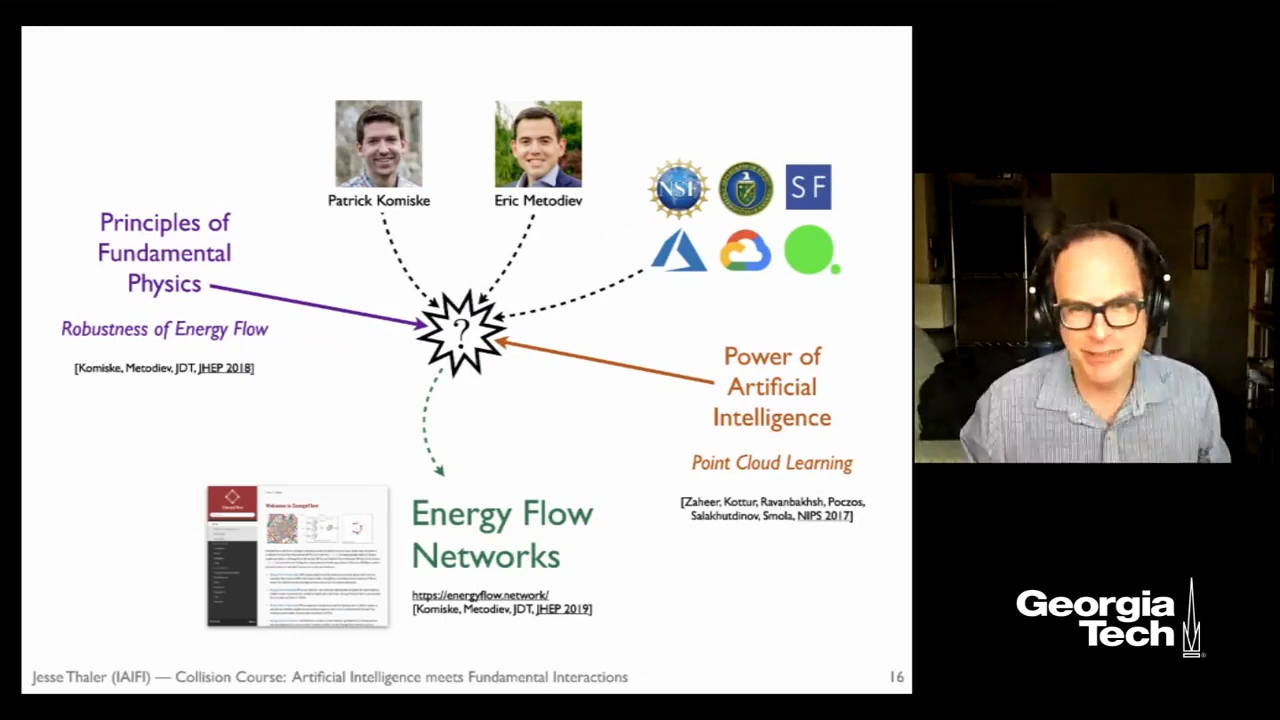 Patrick Komiske
Eric Metodiev
NSF
SF
Principles of
Fundamental
Physics
Robustness of Energy Flow
[Komiske, Metodiev, JDT, JHEP 2018]
?
Power of
Artificial
Intelligence
Point Cloud Learning
[Zaheer, Kottur, Ravanbakhsh, Poczos,
Salakhutdinov, Smola, NIPS 2017]
Welcome to EnergyFlow
Energy Flow
Networks
https://energyflow.network/
[Komiske, Metodiev, JDT, JHEP 2019]
Georgia
Tech
Jesse Thaler (IAIFI) — Collision Course: Artificial Intelligence meets Fundamental Interactions
16